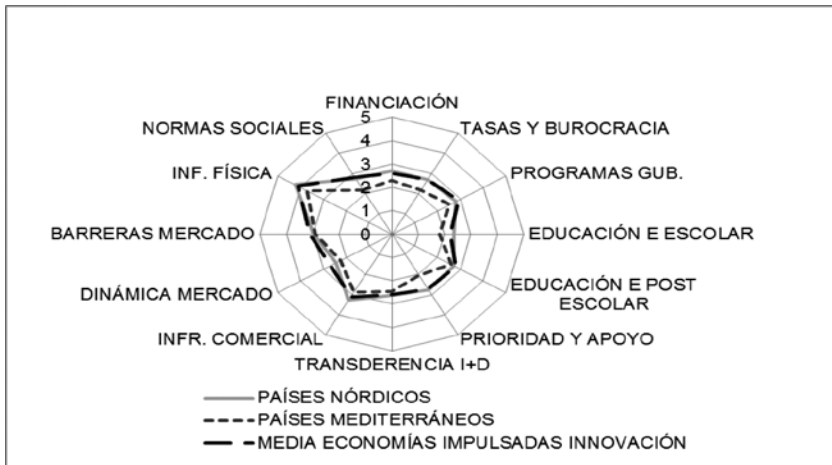 FINANCIACIÓN
5
NORMAS SOCIALES
TASAS Y BUROCRACIA
4
INF. FÍSICA
3
PROGRAMAS GUB.
2
1
BARRERAS MERCADO
0
EDUCACIÓN E ESCOLAR
DINÁMICA MERCADO
EDUCACIÓN E POST
ESCOLAR
INFR. COMERCIAL
PRIORIDAD Y APOYO
TRANSDERENCIA I+D
PAÍSES NÓRDICOS
PAÍSES MEDITERRÁNEOS
MEDIA ECONOMÍAS IMPULSADAS INNOVACIÓN